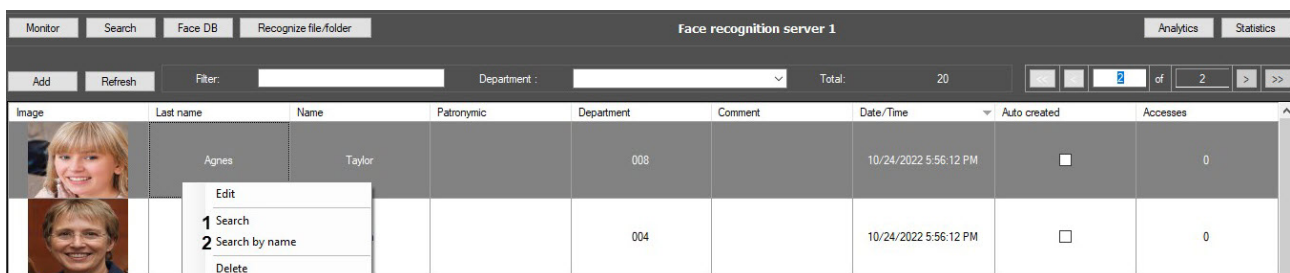 Monitor Search Face DB Recognize file/folder Face recognition server 1 Analytics Statistics
Add Refresh Filter: Department : Total: 20 << < 2 of 2 > >>
Image Last name Name Patronymic Department Comment Date/Time Auto created Accesses
Agnes Taylor 008 10/24/2022 5:56:12 PM 0
Edit
1 Search
2 Search by name
004 10/24/2022 5:56:12 PM 0
Delete